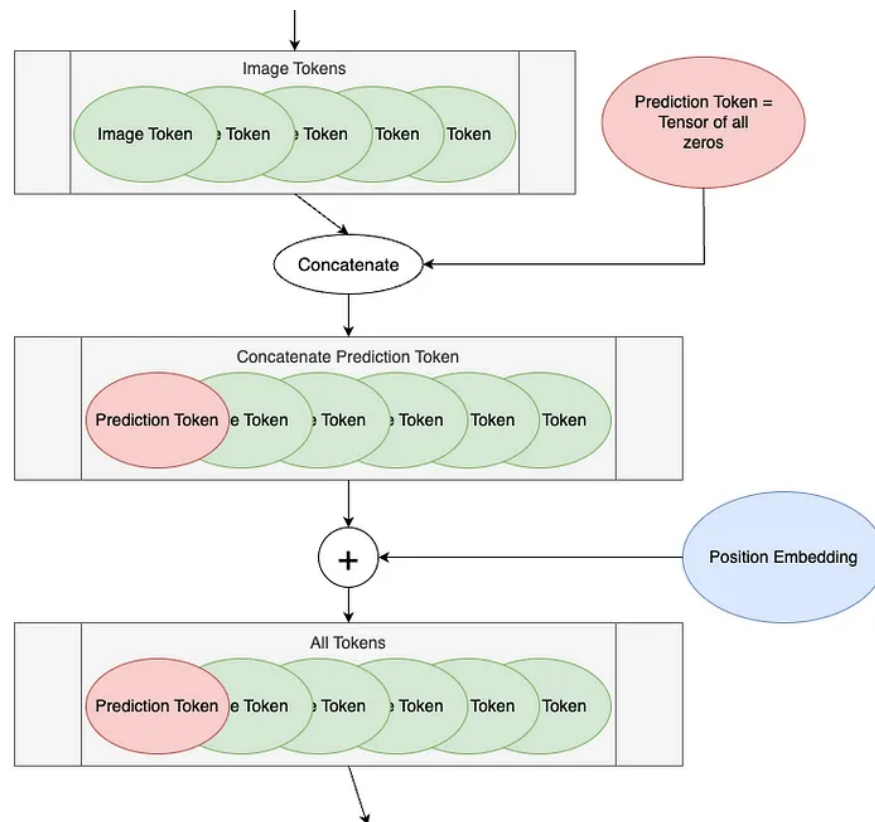 Image Tokens
Image Token
e Token
e Token
Token
Token
Prediction Token =
Tensor of all
zeros
Concatenate
Concatenate Prediction Token
Prediction Token
e Token
e Token
e Token
Token
Token
+
Position Embedding
All Tokens
Prediction Token
e Token
e Token
e Token
Token
Token